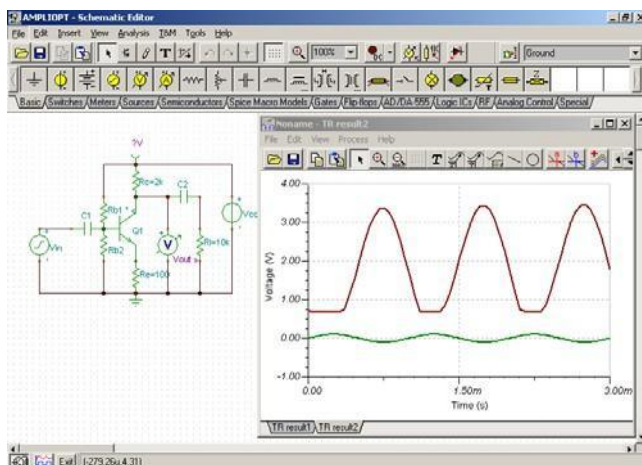 AMPLIOPT - Schematic Editor
File Edit Insert View Analysis T&M Tools Help
100% Ground
Basic Switches Meters Sources Semiconductors Spice Macro Models Gates Flip-flops AD/DA-555 Logic ICs RF Analog Control Special
?V
Rc=2k
C2
C1
Rb1
Q1
Vin
Rb2
V
Vout
Rl=10k
Re=100
Noname - TR result2
File Edit View Process Help
4.00
3.00
2.00
1.00
0.00
-1.00
Voltage (V)
0.00 1.50m 3.00m
Time (s)
TR result1 TR result2
Exit (-279.26u,4.31)